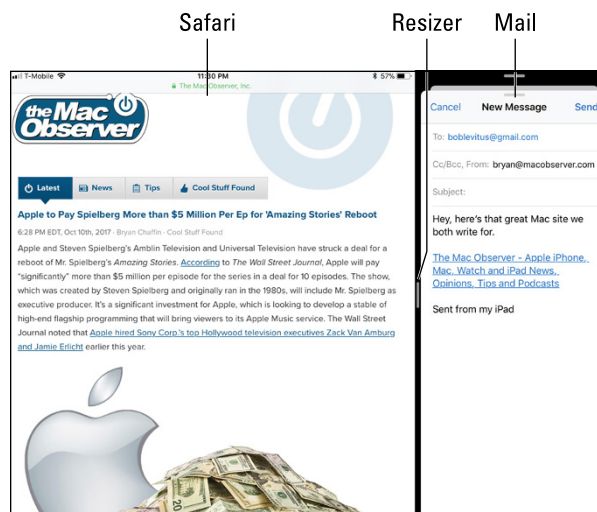 Safari Resizer Mail
T-Mobile 11:30 PM 57%
The Mac Observer, Inc.
the Mac
Observer
Latest News Tips Cool Stuff Found
Apple to Pay Spielberg More than $5 Million Per Ep for 'Amazing Stories' Reboot
6:28 PM EDT, Oct 10th, 2017 · Bryan Chaffin · Cool Stuff Found
Apple and Steven Spielberg's Amblin Television and Universal Television have struck a deal for a
reboot of Mr. Spielberg's Amazing Stories. According to The Wall Street Journal, Apple will pay
"significantly" more than $5 million per episode for the series in a deal for 10 episodes. The show,
which was created by Steven Spielberg and originally ran in the 1980s, will include Mr. Spielberg as
executive producer. It's a significant investment for Apple, which is looking to develop a stable of
high-end flagship programming that will bring viewers to its Apple Music service. The Wall Street
Journal noted that Apple hired Sony Corp.'s top Hollywood television executives Zack Van Amburg
and Jamie Erlicht earlier this year.
Cancel New Message Send
To: boblevitus@gmail.com
Cc/Bcc, From: bryan@macobserver.com
Subject:
Hey, here's that great Mac site we
both write for.
The Mac Observer - Apple iPhone,
Mac, Watch and iPad News,
Opinions, Tips and Podcasts
Sent from my iPad